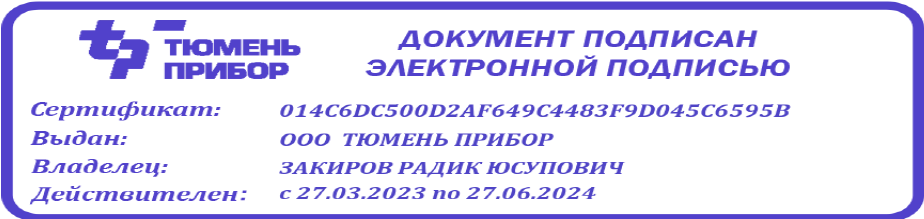 ТЮМЕНЬ
ПРИБОР
ДОКУМЕНТ ПОДПИСАН
ЭЛЕКТРОННОЙ ПОДПИСЬЮ
Сертификат: 014C6DC500D2AF649C4483F9D045C6595B
Выдан: ООО ТЮМЕНЬ ПРИБОР
Владелец: ЗАКИРОВ РАДИК ЮСУПОВИЧ
Действителен: с 27.03.2023 по 27.06.2024